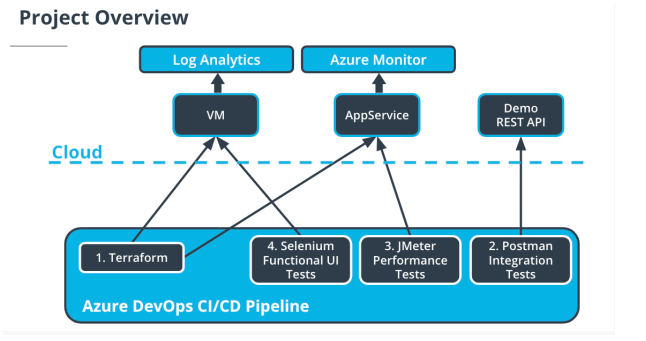 Project Overview
Log Analytics
Azure Monitor
VM
AppService
Demo
REST API
Cloud
1. Terraform
4. Selenium
Functional UI
Tests
3. JMeter
Performance
Tests
2. Postman
Integration
Tests
Azure DevOps CI/CD Pipeline